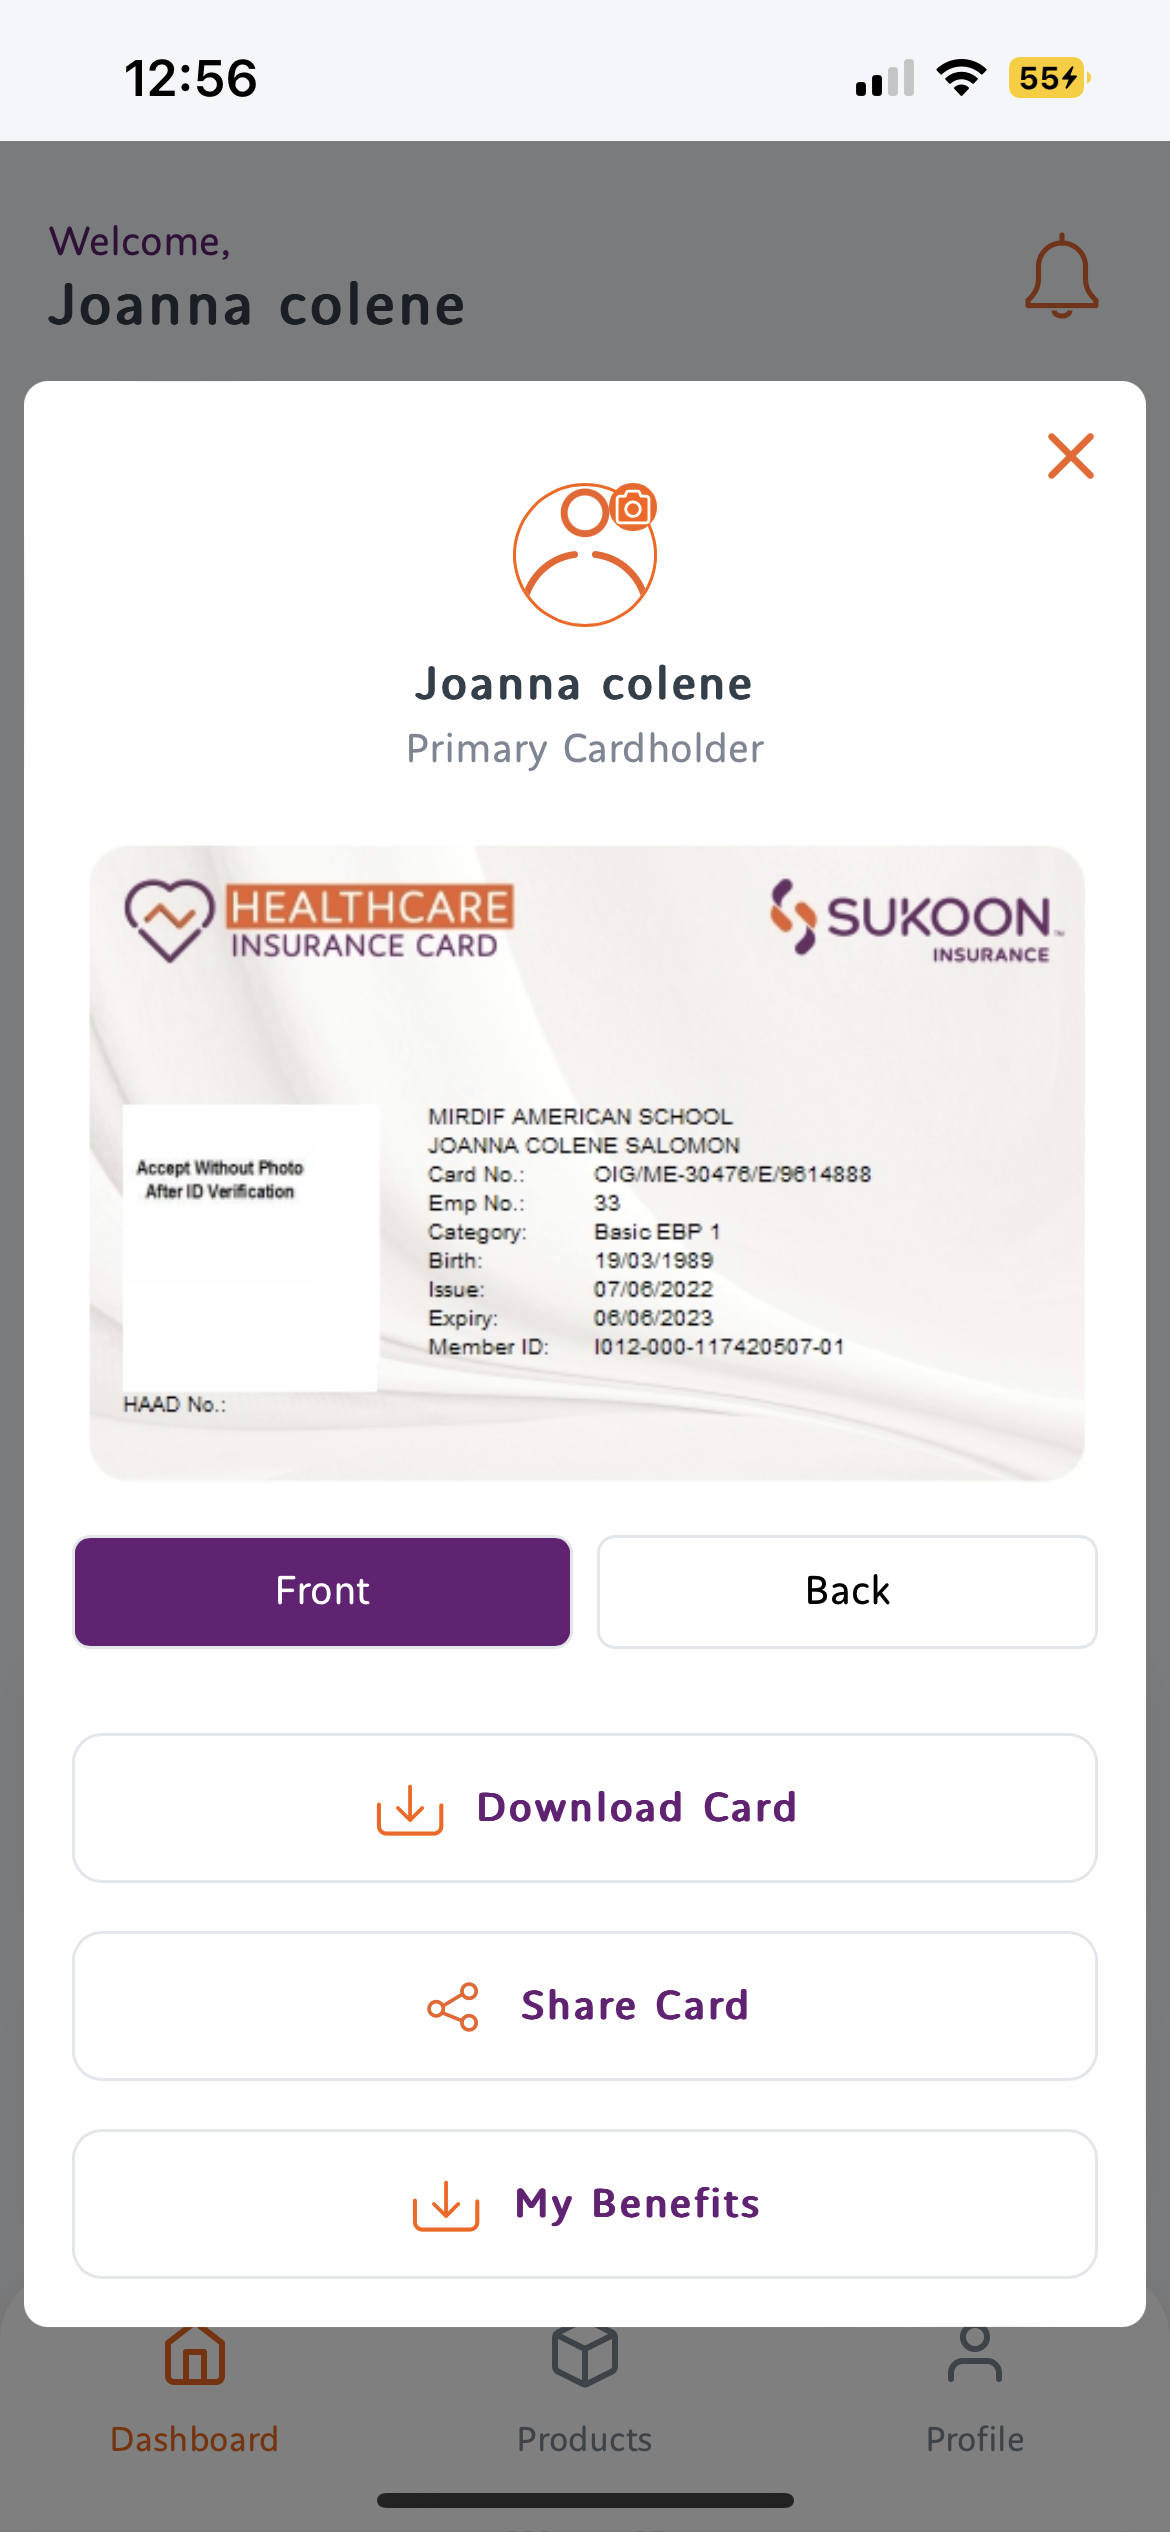 12:56
55
Welcome,
Joanna colene
Joanna colene
Primary Cardholder
HEALTHCARE
INSURANCE CARD
SUKOON
INSURANCE
Accept Without Photo
After ID Verification
MIRDIF AMERICAN SCHOOL
JOANNA COLENE SALOMON
Card No.: OIG/ME-30476/E/9614888
Emp No.: 33
Category: Basic EBP 1
Birth: 19/03/1989
Issue: 07/06/2022
Expiry: 06/06/2023
Member ID: I012-000-117420507-01
HAAD No.:
Front
Back
Download Card
Share Card
My Benefits
Dashboard
Products
Profile